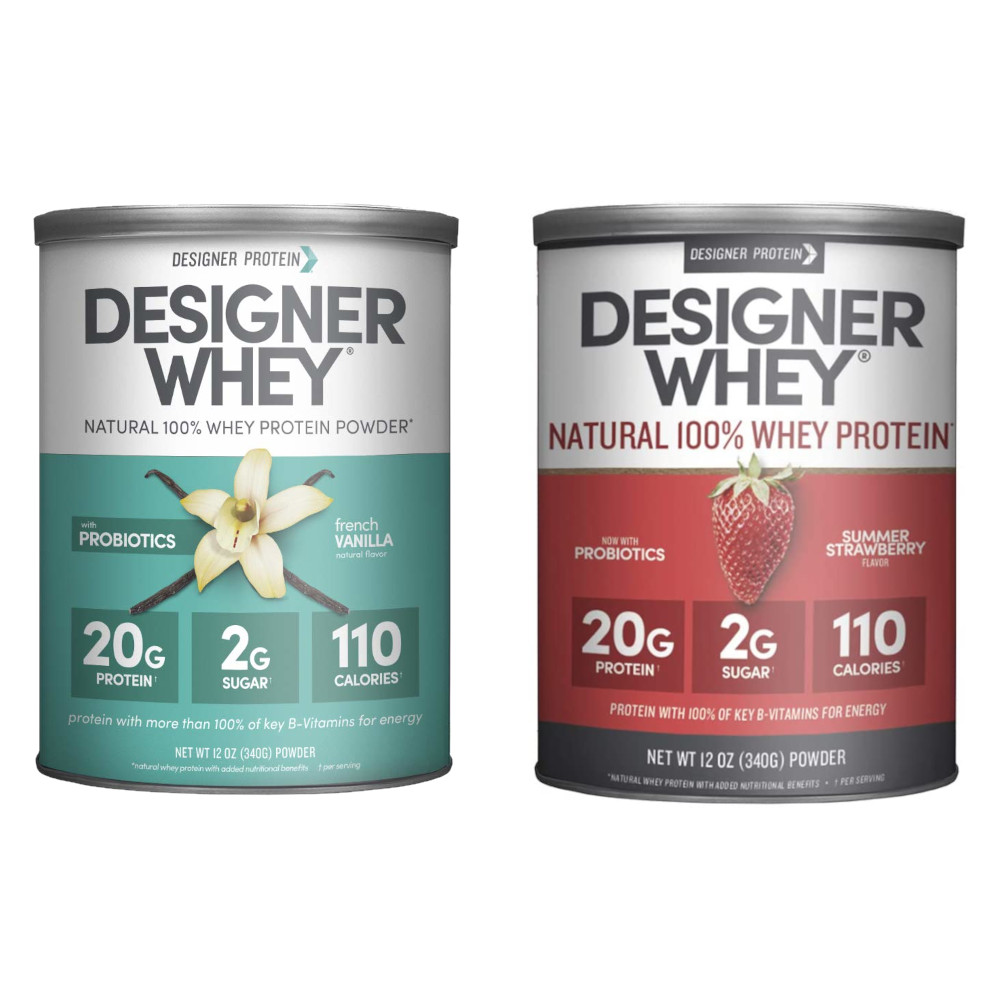 DESIGNER PROTEIN
DESIGNER
WHEY®
NATURAL 100% WHEY PROTEIN POWDER*
with
PROBIOTICS
french
VANILLA
natural flavor
20G
PROTEIN†
2G
SUGAR†
110
CALORIES†
protein with more than 100% of key B-Vitamins for energy
NET WT 12 OZ (340G) POWDER
*natural whey protein with added nutritional benefits † per serving
DESIGNER PROTEIN
DESIGNER
WHEY®
NATURAL 100% WHEY PROTEIN*
NOW WITH
PROBIOTICS
SUMMER
STRAWBERRY
FLAVOR
20G
PROTEIN†
2G
SUGAR†
110
CALORIES†
PROTEIN WITH 100% OF KEY B-VITAMINS FOR ENERGY
NET WT 12 OZ (340G) POWDER
*NATURAL WHEY PROTEIN WITH ADDED NUTRITIONAL BENEFITS • † PER SERVING